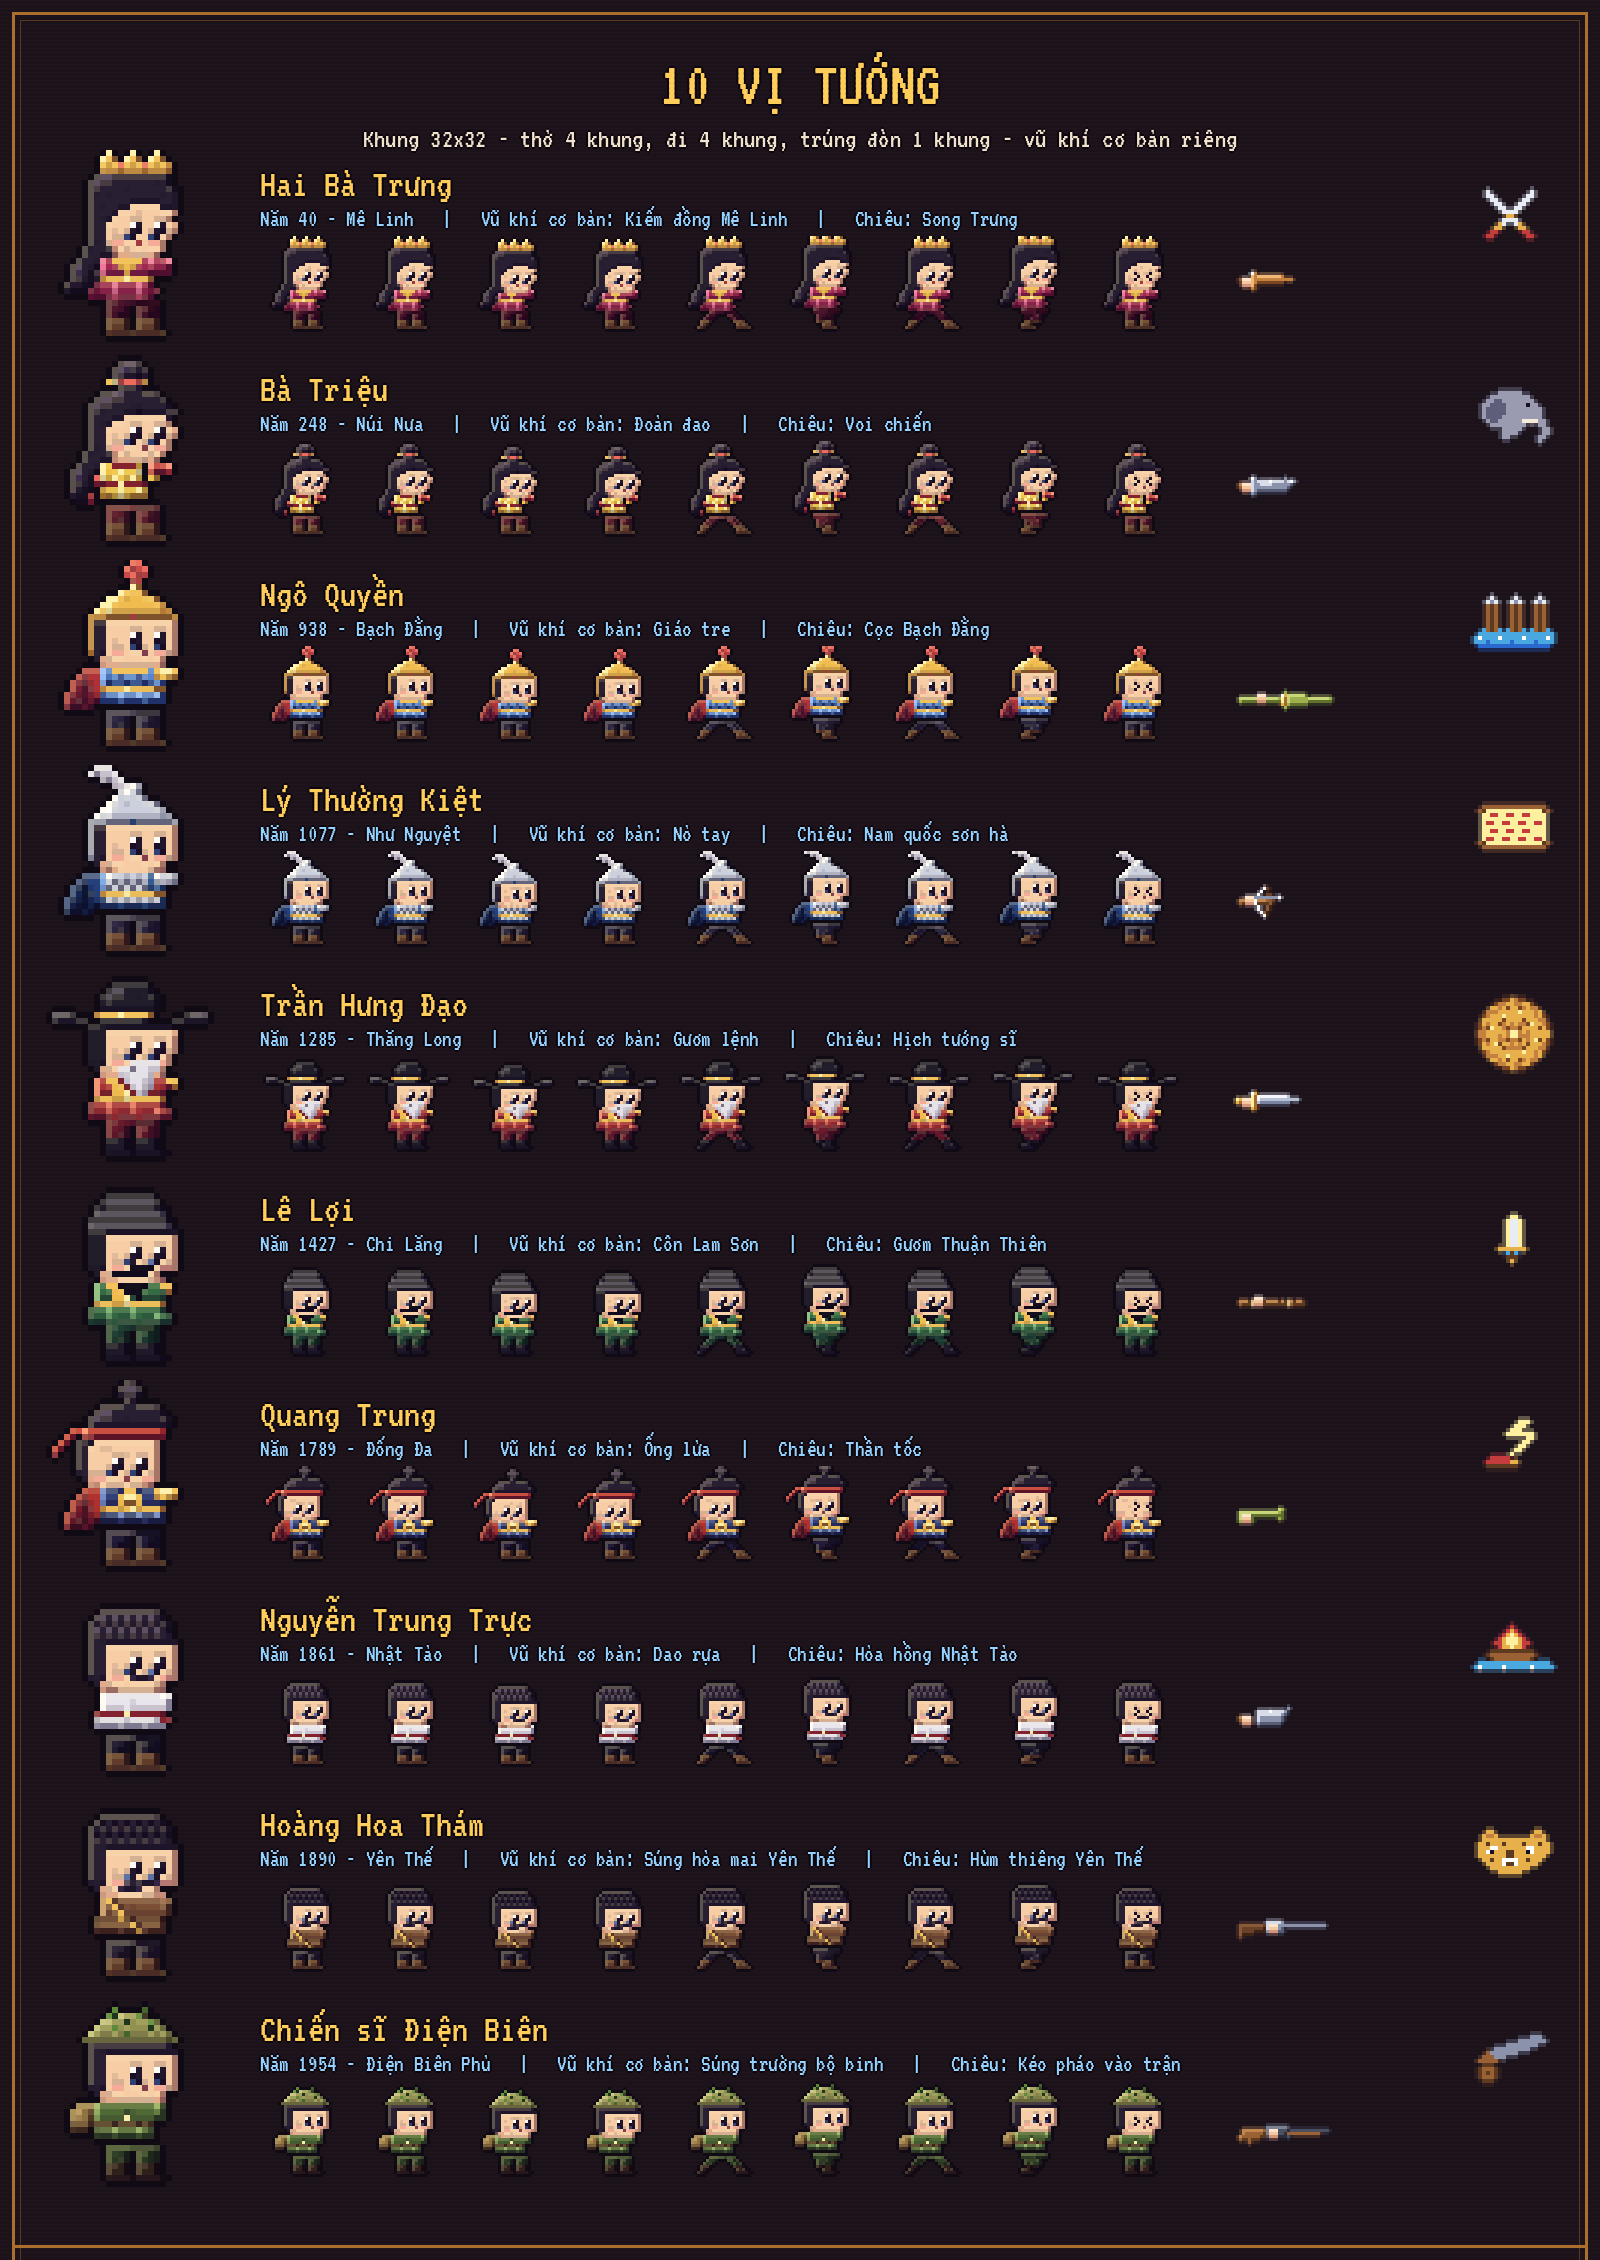 10 VỊ TƯỚNG
Khung 32x32 - thở 4 khung, đi 4 khung, trúng đòn 1 khung - vũ khí cơ bản riêng
Hai Bà Trưng
Năm 40 - Mê Linh | Vũ khí cơ bản: Kiếm đồng Mê Linh | Chiêu: Song Trưng
Bà Triệu
Năm 248 - Núi Nưa | Vũ khí cơ bản: Đoản đao | Chiêu: Voi chiến
Ngô Quyền
Năm 938 - Bạch Đằng | Vũ khí cơ bản: Giáo tre | Chiêu: Cọc Bạch Đằng
Lý Thường Kiệt
Năm 1077 - Như Nguyệt | Vũ khí cơ bản: Nỏ tay | Chiêu: Nam quốc sơn hà
Trần Hưng Đạo
Năm 1285 - Thăng Long | Vũ khí cơ bản: Gươm lệnh | Chiêu: Hịch tướng sĩ
Lê Lợi
Năm 1427 - Chi Lăng | Vũ khí cơ bản: Côn Lam Sơn | Chiêu: Gươm Thuận Thiên
Quang Trung
Năm 1789 - Đống Đa | Vũ khí cơ bản: Ống lửa | Chiêu: Thần tốc
Nguyễn Trung Trực
Năm 1861 - Nhật Tảo | Vũ khí cơ bản: Dao rựa | Chiêu: Hỏa hồng Nhật Tảo
Hoàng Hoa Thám
Năm 1890 - Yên Thế | Vũ khí cơ bản: Súng hỏa mai Yên Thế | Chiêu: Hùm thiêng Yên Thế
Chiến sĩ Điện Biên
Năm 1954 - Điện Biên Phủ | Vũ khí cơ bản: Súng trường bộ binh | Chiêu: Kéo pháo vào trận